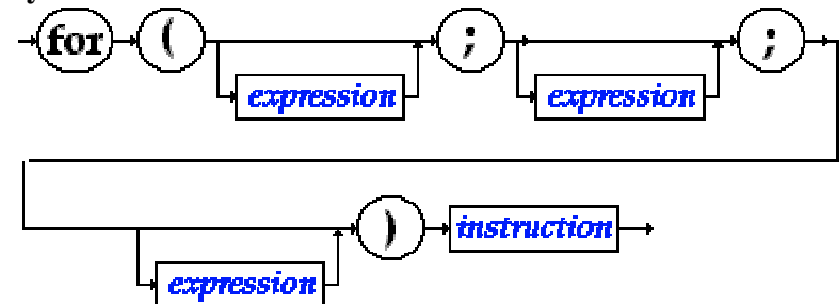 for ( ; ;
expression expression
) instruction
expression